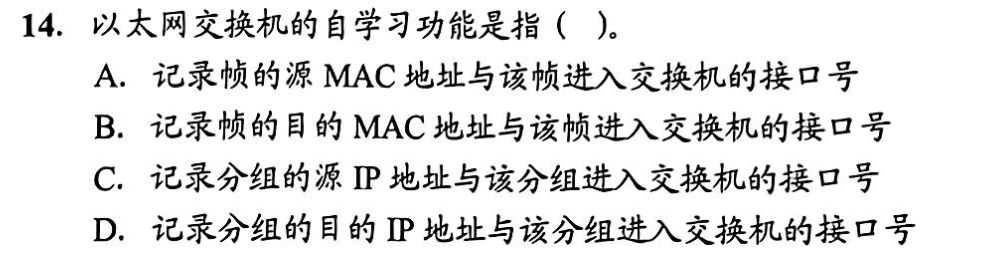 14. 以太网交换机的自学习功能是指（ ）。
A. 记录帧的源 MAC 地址与该帧进入交换机的接口号
B. 记录帧的目的 MAC 地址与该帧进入交换机的接口号
C. 记录分组的源 IP 地址与该分组进入交换机的接口号
D. 记录分组的目的 IP 地址与该分组进入交换机的接口号